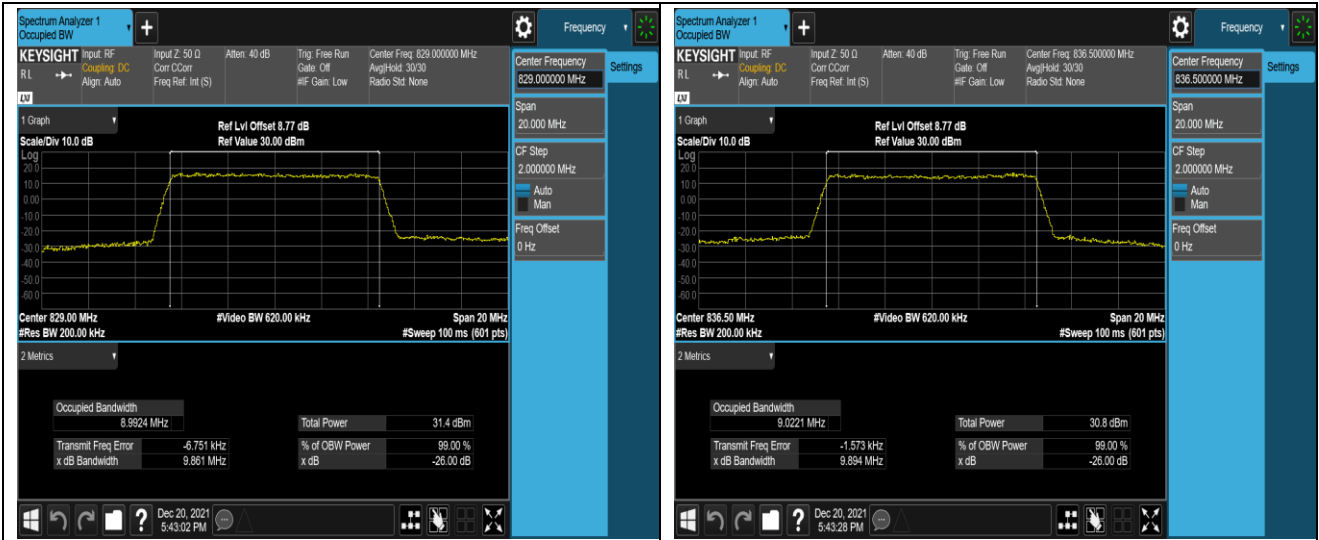 Spectrum Analyzer 1
Occupied BW
+
Frequency
KEYSIGHT Input: RF Input Z: 50 Ω Atten: 40 dB Trig: Free Run Center Freq: 829.000000 MHz
Coupling: DC Corr CCorr Gate: Off Avg|Hold: 30/30
RL Align: Auto Freq Ref: Int (S) #IF Gain: Low Radio Std: None
LXI
Center Frequency
829.000000 MHz
Settings
Span
20.000 MHz
CF Step
2.000000 MHz
Auto
Man
Freq Offset
0 Hz
1 Graph
Ref Lvl Offset 8.77 dB
Scale/Div 10.0 dB Ref Value 30.00 dBm
Log
20.0
10.0
0.00
-10.0
-20.0
-30.0
-40.0
-50.0
-60.0
Center 829.00 MHz #Video BW 620.00 kHz Span 20 MHz
#Res BW 200.00 kHz #Sweep 100 ms (601 pts)
2 Metrics
Occupied Bandwidth
8.9924 MHz Total Power 31.4 dBm
Transmit Freq Error -6.751 kHz % of OBW Power 99.00 %
x dB Bandwidth 9.861 MHz x dB -26.00 dB
? Dec 20, 2021
5:43:02 PM
Spectrum Analyzer 1
Occupied BW
+
Frequency
KEYSIGHT Input: RF Input Z: 50 Ω Atten: 40 dB Trig: Free Run Center Freq: 836.500000 MHz
Coupling: DC Corr CCorr Gate: Off Avg|Hold: 30/30
RL Align: Auto Freq Ref: Int (S) #IF Gain: Low Radio Std: None
LXI
Center Frequency
836.500000 MHz
Settings
Span
20.000 MHz
CF Step
2.000000 MHz
Auto
Man
Freq Offset
0 Hz
1 Graph
Ref Lvl Offset 8.77 dB
Scale/Div 10.0 dB Ref Value 30.00 dBm
Log
20.0
10.0
0.00
-10.0
-20.0
-30.0
-40.0
-50.0
-60.0
Center 836.50 MHz #Video BW 620.00 kHz Span 20 MHz
#Res BW 200.00 kHz #Sweep 100 ms (601 pts)
2 Metrics
Occupied Bandwidth
9.0221 MHz Total Power 30.8 dBm
Transmit Freq Error -1.573 kHz % of OBW Power 99.00 %
x dB Bandwidth 9.894 MHz x dB -26.00 dB
? Dec 20, 2021
5:43:28 PM